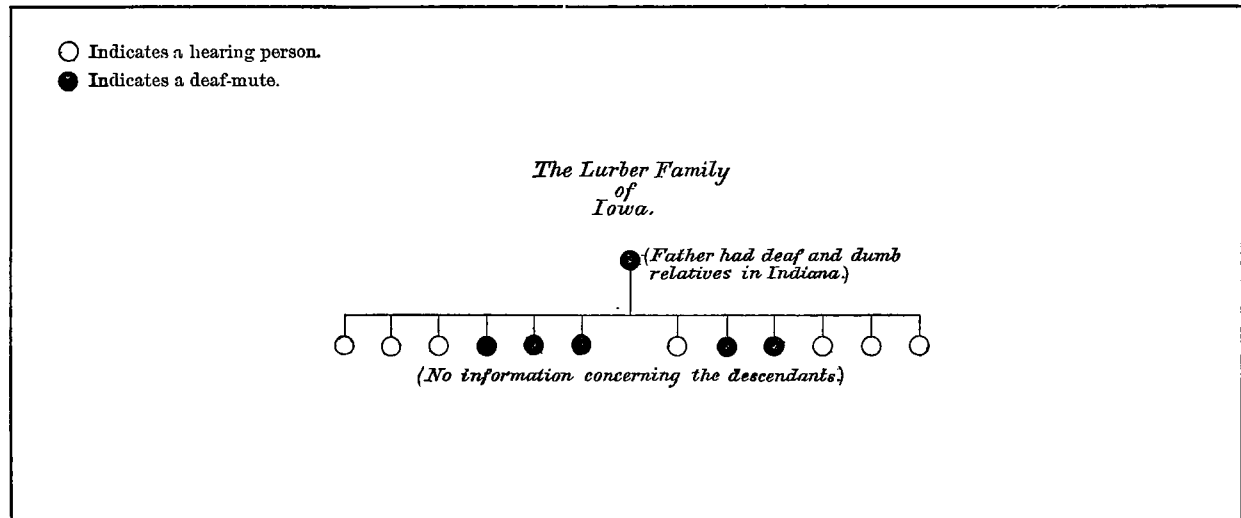 Indicates a hearing person.
Indicates a deaf-mute.
The Lurber Family
of
Iowa.
(Father had deaf and dumb
relatives in Indiana.)
(No information concerning the descendants.)